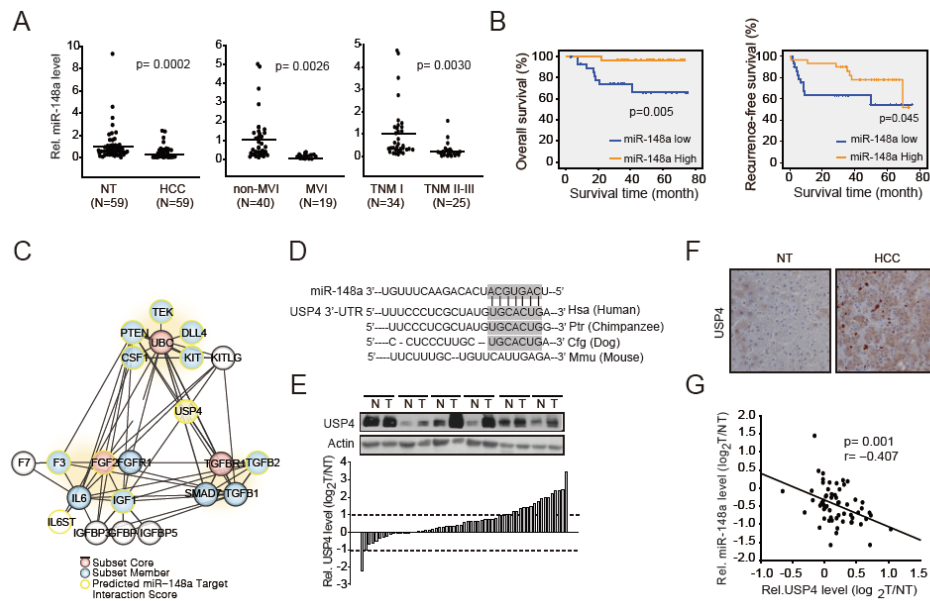 A
Rel. miR-148a level
10
8
6
4
2
0
p= 0.0002
NT
(N=59)
HCC
(N=59)
6
5
4
3
2
1
0
p= 0.0026
non-MVI
(N=40)
MVI
(N=19)
5
4
3
2
1
0
p= 0.0030
TNM I
(N=34)
TNM II-III
(N=25)
B
Overall survival
(%)
100
80
60
40
20
0
p=0.005
miR-148a low
miR-148a High
0 20 40 60 80
Survival time (month)
Recurrence-free survival (%)
100
80
60
40
20
0
p=0.045
miR-148a low
miR-148a High
0 20 40 60 80
Survival time (month)
C
TEK
PTEN
DLL4
UBC
CSF1
KIT
KITLG
USP4
F7
F3
FGF2
FGFR1
TGFBR1
TGFB2
IL6
IGF1
SMAD7
TGFB1
IL6ST
IGFBP3
IGFBP
IGFBP5
Subset Core
Subset Member
Predicted miR-148a Target
Interaction Score
D
miR-148a 3'--UGUUUCAAGACACUACGUGACU--5'
USP4 3'-UTR 5'--UUUCCCUCGCUAUGUGCACUGA--3' Hsa (Human)
5'--UUUCCCUCGCUAUGUGCACUGG--3' Ptr (Chimpanzee)
5'--C - CUCCCUUGC -- UGCACUGA--3' Cfg (Dog)
5'--UUCUUUGC--UGUUCAUUGAGA--3' Mmu (Mouse)
E
N T N T N T N T N T N T
USP4
Actin
Rel. USP4 level (log2T/NT)
4
3
2
1
0
-1
-2
-3
F
NT HCC
USP4
G
Rel. miR-148a level (log2T/NT)
2.0
1.5
1.0
0.5
0.0
-0.5
-1.0
-1.5
-2.0
p= 0.001
r= -0.407
-1.0 -0.5 0.0 0.5 1.0 1.5
Rel.USP4 level (log 2T/NT)